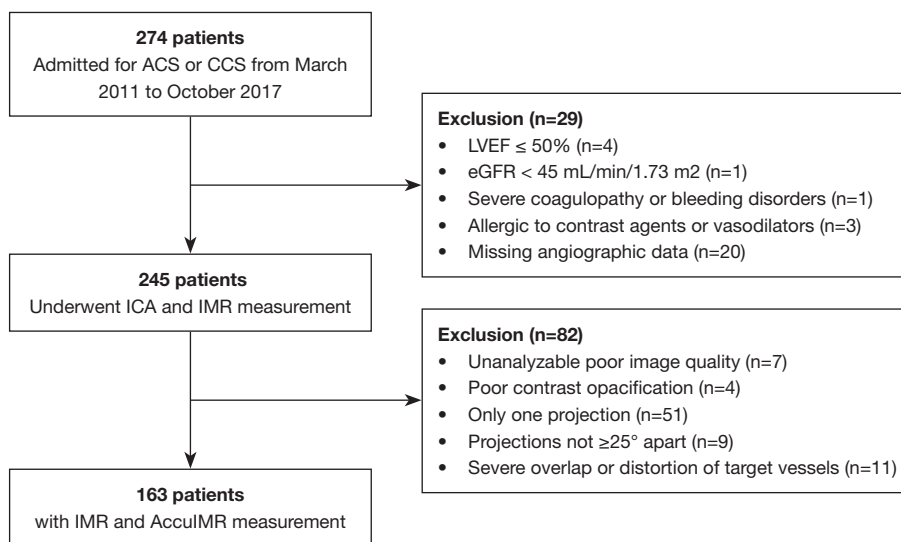 274 patients
Admitted for ACS or CCS from March
2011 to October 2017
Exclusion (n=29)
• LVEF ≤ 50% (n=4)
• eGFR < 45 mL/min/1.73 m2 (n=1)
• Severe coagulopathy or bleeding disorders (n=1)
• Allergic to contrast agents or vasodilators (n=3)
• Missing angiographic data (n=20)
245 patients
Underwent ICA and IMR measurement
Exclusion (n=82)
• Unanalyzable poor image quality (n=7)
• Poor contrast opacification (n=4)
• Only one projection (n=51)
• Projections not ≥25° apart (n=9)
• Severe overlap or distortion of target vessels (n=11)
163 patients
with IMR and AccuIMR measurement